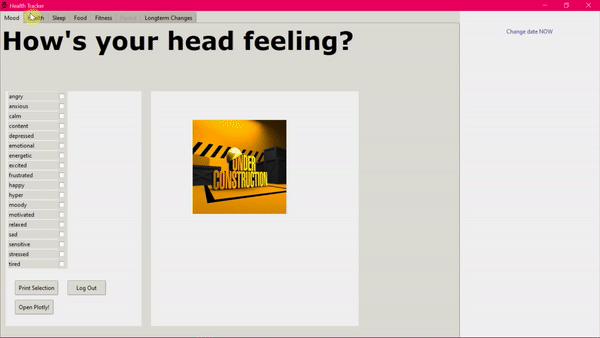 Health Tracker
Mood Health Sleep Food Fitness Period Longterm Changes
How's your head feeling?
Change date NOW
angry
anxious
calm
content
depressed
emotional
energetic
excited
frustrated
happy
hyper
moody
motivated
relaxed
sad
sensitive
stressed
tired
UNDER
CONSTRUCTION
Print Selection Log Out
Open Plotly!